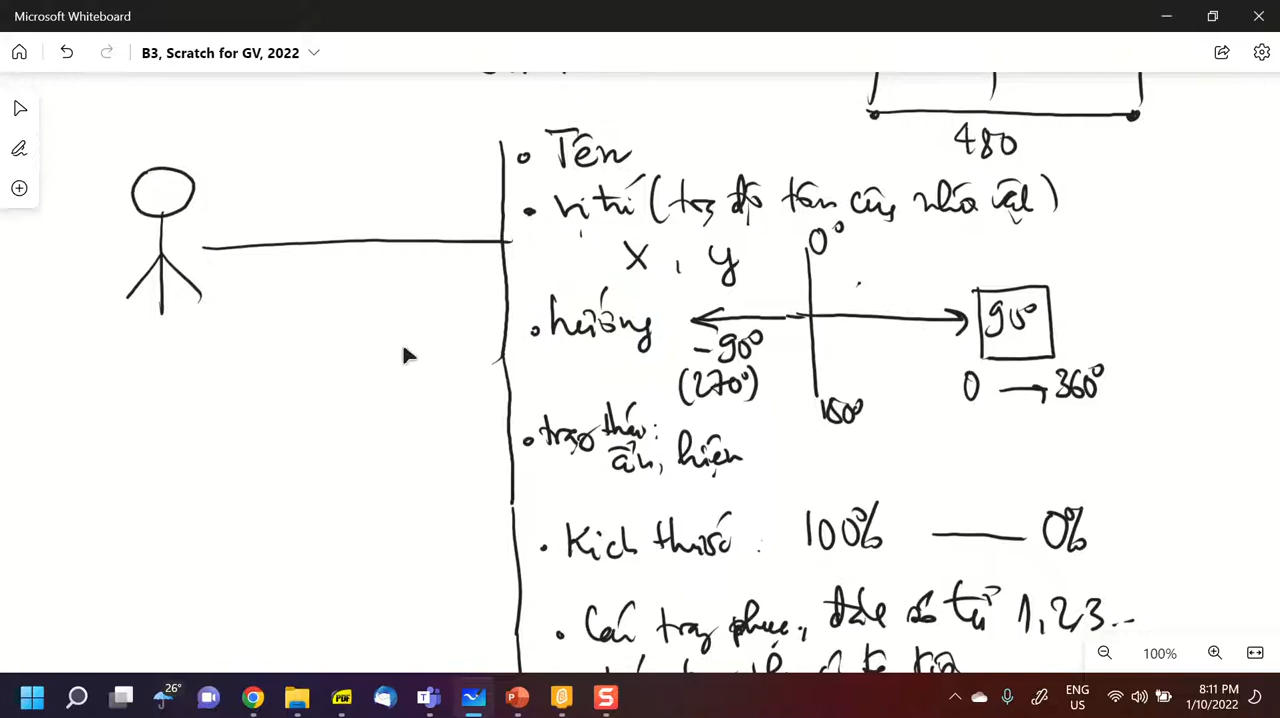 Microsoft Whiteboard
B3, Scratch for GV, 2022
480
• Tên
• Vị trí (toạ độ tâm của nhân vật)
X, y
0°
• hướng
-90°
(270°)
90°
0 → 360°
180°
• trạng thái:
ẩn, hiện
• Kích thước: 100% — 0%
• Các trang phục, đánh số từ 1, 2, 3...
100%
26°
ENG
US
8:11 PM
1/10/2022